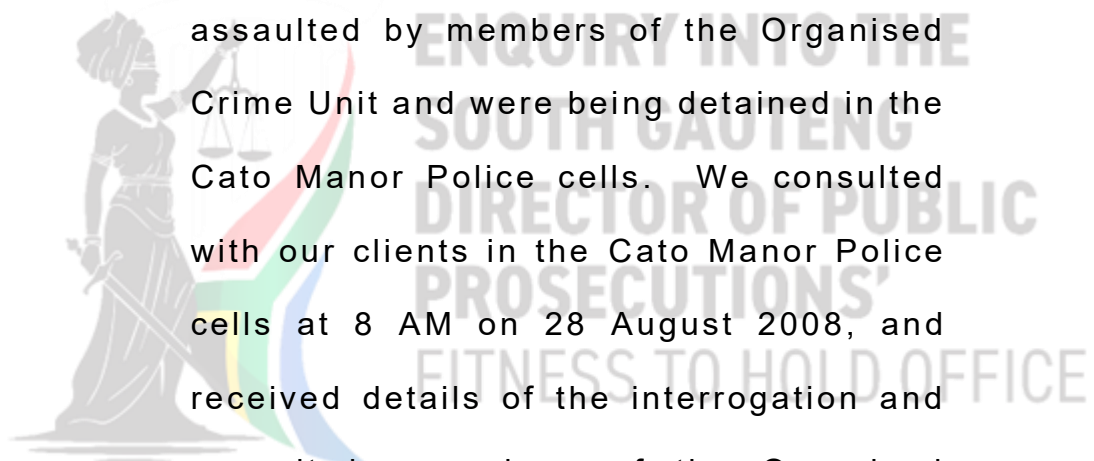 assaulted by members of the Organised
Crime Unit and were being detained in the
Cato Manor Police cells. We consulted
with our clients in the Cato Manor Police
cells at 8 AM on 28 August 2008, and
received details of the interrogation and
ENQUIRY INTO THE
SOUTH GAUTENG
DIRECTOR OF PUBLIC
PROSECUTIONS'
FITNESS TO HOLD OFFICE